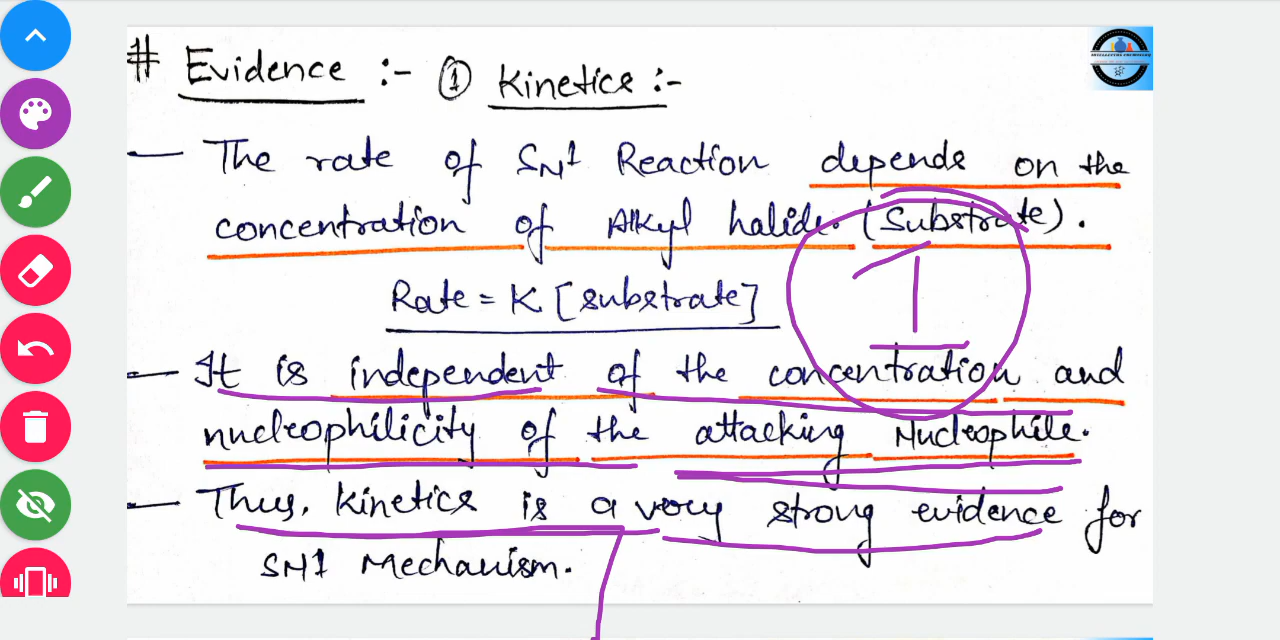 # Evidence :- ① Kinetics :-
— The rate of SN1 Reaction depends on the
concentration of Alkyl halide (Substrate).
Rate = K [substrate]
1
— It is independent of the concentration and
nucleophilicity of the attacking Nucleophile.
— Thus, Kinetics is a very strong evidence for
SN1 Mechanism.